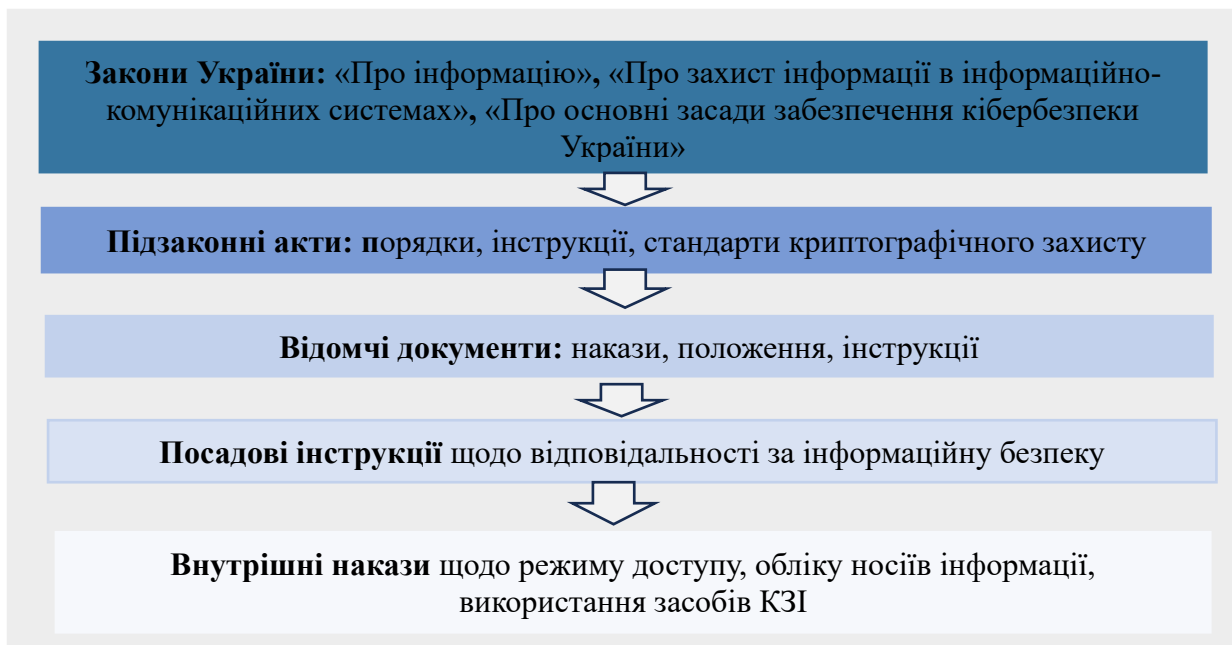 Закони України: «Про інформацію», «Про захист інформації в інформаційно-
комунікаційних системах», «Про основні засади забезпечення кібербезпеки
України»
Підзаконні акти: порядки, інструкції, стандарти криптографічного захисту
Відомчі документи: накази, положення, інструкції
Посадові інструкції щодо відповідальності за інформаційну безпеку
Внутрішні накази щодо режиму доступу, обліку носіїв інформації,
використання засобів КЗІ